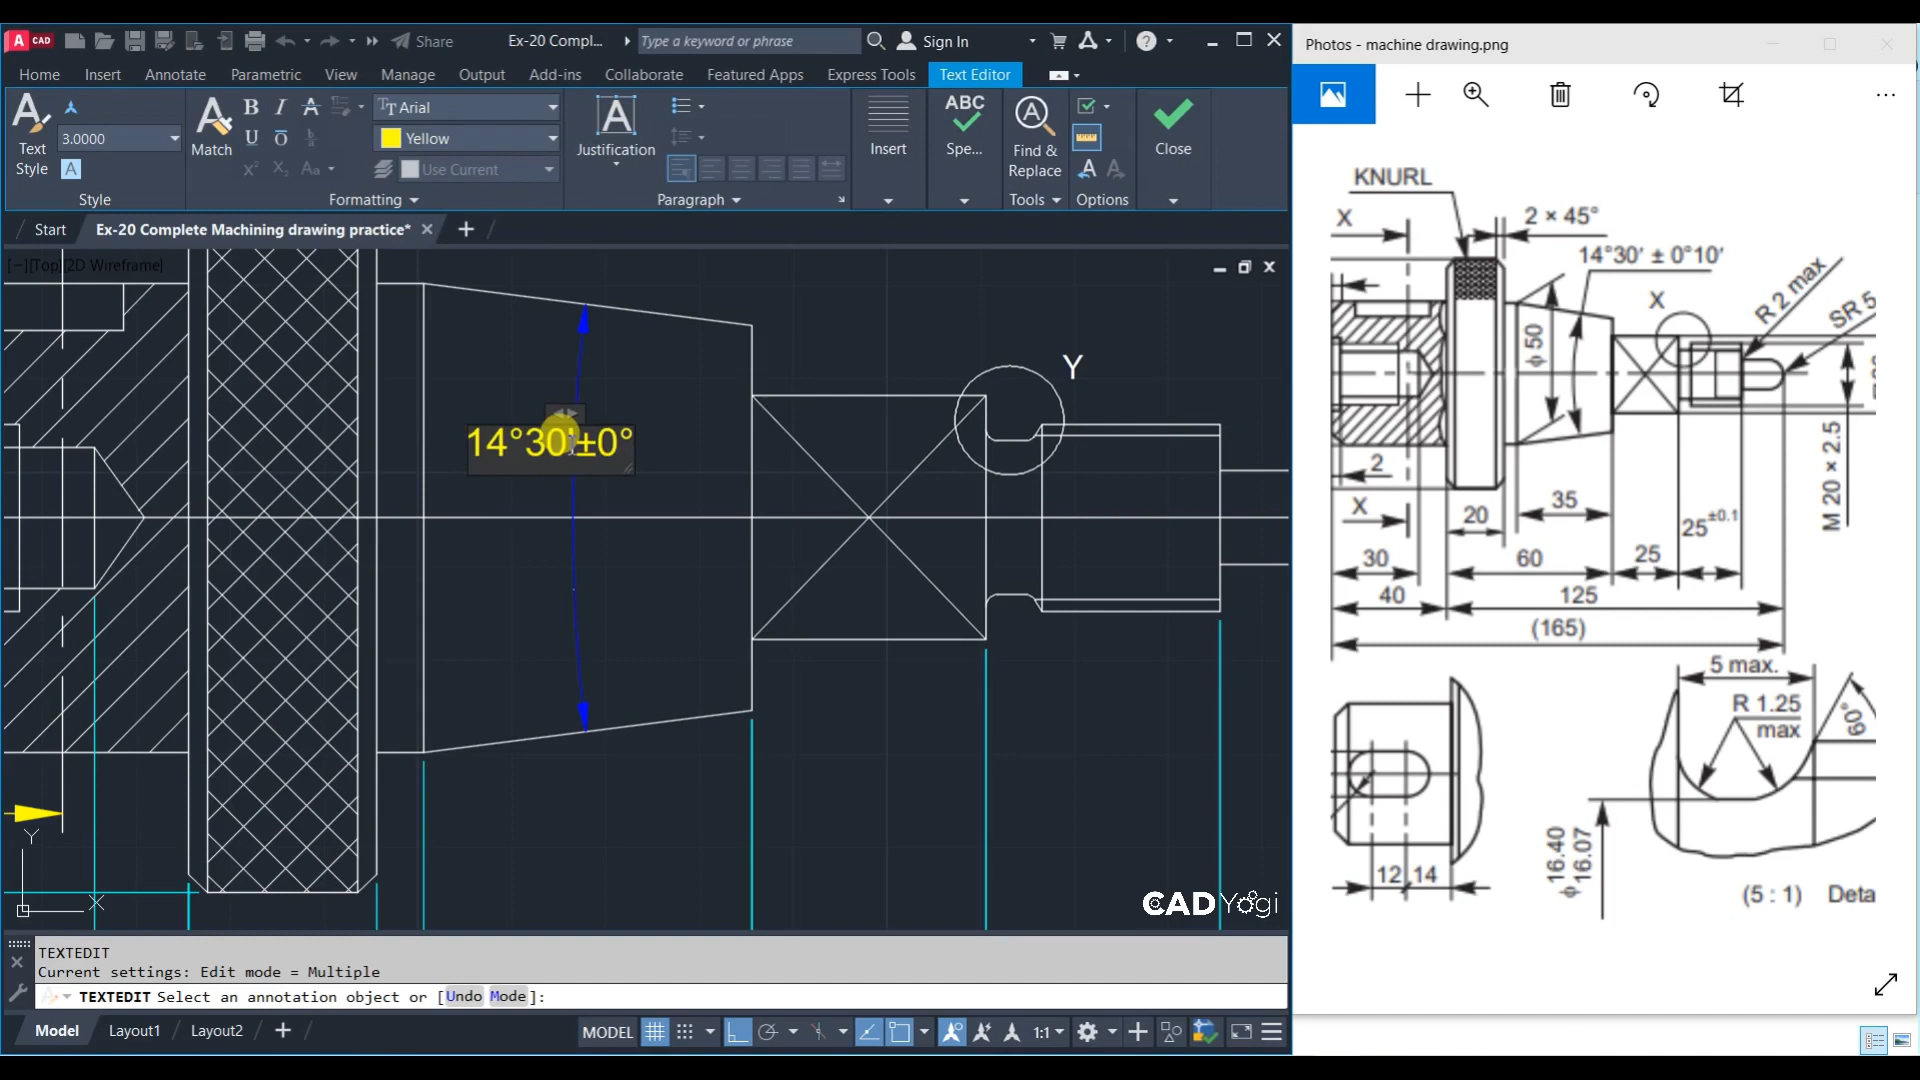 A CAD
Share
Ex-20 Compl...
Type a keyword or phrase
Sign In
Home
Insert
Annotate
Parametric
View
Manage
Output
Add-ins
Collaborate
Featured Apps
Express Tools
Text Editor
Text
Style
3.0000
Style
Match
Arial
Yellow
Use Current
Formatting
Justification
Paragraph
Insert
ABC
Spe...
Find &
Replace
Tools
Options
Close
Start
Ex-20 Complete Machining drawing practice*
[−][Top][2D Wireframe]
14°30'±0°
Y
Y
X
CADYogi
TEXTEDIT
Current settings: Edit mode = Multiple
TEXTEDIT Select an annotation object or [Undo Mode]:
Model
Layout1
Layout2
MODEL
1:1
Photos - machine drawing.png
KNURL
X
2 × 45°
14°30′ ± 0°10′
X
R 2 max
SR 5
ϕ 50
2
X
20
35
25±0.1
M 20 × 2.5
30
60
25
40
125
(165)
5 max.
R 1.25
max
60°
ϕ 16.40
16.07
12
14
(5 : 1)
Deta